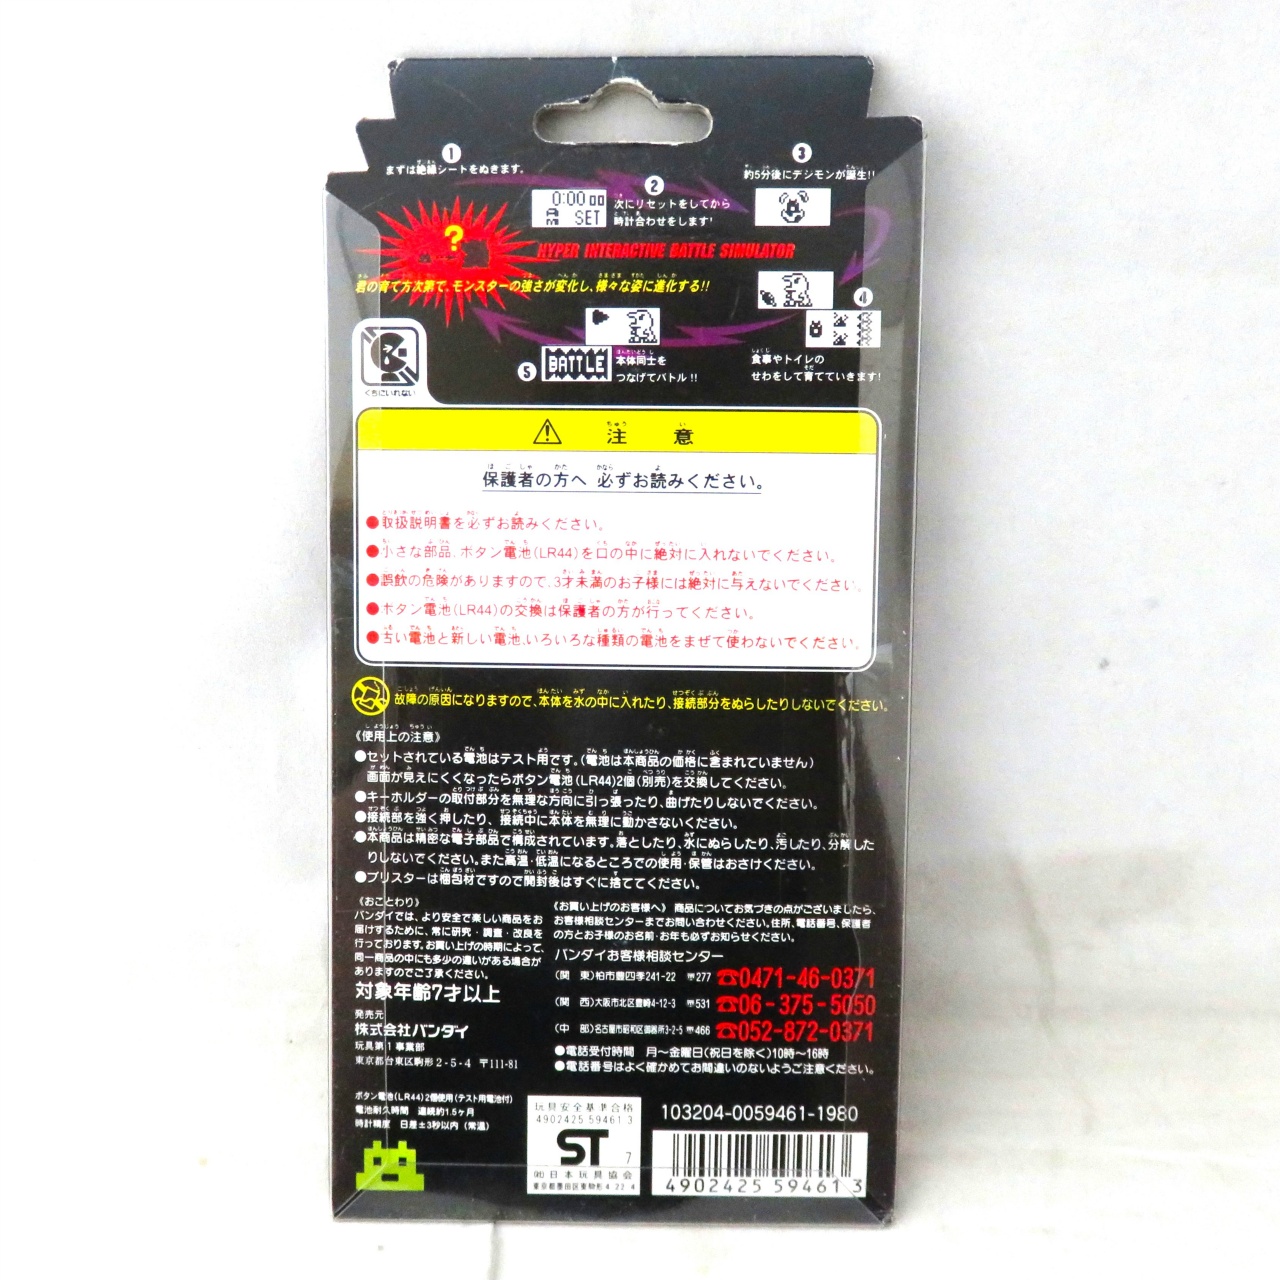 1
まずは絶縁シートをぬきます。
2
0:00 00
AM SET
次にリセットをしてから
時計合わせをします!
3
約5分後にデジモンが誕生!!
?
HYPER INTERACTIVE BATTLE SIMULATOR
君の育て方次第で、モンスターの強さが変化し、様々な姿に進化する!!
4
食事やトイレの
せわをして育てていきます!
5
BATTLE
本体同士を
つなげてバトル!!
くちにいれない
注意
保護者の方へ 必ずお読みください。
●取扱説明書を必ずお読みください。
●小さな部品、ボタン電池(LR44)を口の中に絶対に入れないでください。
●誤飲の危険がありますので、3才未満のお子様には絶対に与えないでください。
●ボタン電池(LR44)の交換は保護者の方が行ってください。
●古い電池と新しい電池、いろいろな種類の電池をまぜて使わないでください。
故障の原因になりますので、本体を水の中に入れたり、接続部分をぬらしたりしないでください。
《使用上の注意》
●セットされている電池はテスト用です。(電池は本商品の価格に含まれていません)
画面が見えにくくなったらボタン電池(LR44)2個(別売)を交換してください。
●キーホルダーの取付部分を無理な方向に引っ張ったり、曲げたりしないでください。
●接続部を強く押したり、接続中に本体を無理に動かさないください。
●本商品は精密な電子部品で構成されています。落としたり、水にぬらしたり、汚したり、分解した
りしないでください。また高温・低温になるところでの使用・保管はおさけください。
●ブリスターは梱包材ですので開封後はすぐに捨ててください。
《おことわり》
バンダイでは、より安全で楽しい商品をお
届けするために、常に研究・調査・改良を
行っております。お買い上げの時期によって、
同一商品の中にも多少の違いがある場合が
ありますのでご了承ください。
対象年齢7才以上
発売元
株式会社バンダイ
玩具第1事業部
東京都台東区駒形2-5-4 〒111-81
《お買い上げのお客様へ》 商品についてお気づきの点がございましたら、
お客様相談センターまでお問い合わせください。住所、電話番号、保護者
の方とお子様のお名前・お年も必ずお知らせください。
バンダイお客様相談センター
(関 東)柏市豊四季241-22 〒277 ☎0471-46-0371
(関 西)大阪市北区豊崎4-12-3 〒531 ☎06-375-5050
(中 部)名古屋市昭和区御器所3-2-5 〒466 ☎052-872-0371
●電話受付時間 月〜金曜日(祝日を除く)10時〜16時
●電話番号はよく確かめてお間違いのないようご注意ください。
ボタン電池(LR44)2個使用(テスト用電池付)
電池耐久時間 連続約1.5ヶ月
時計精度 日差±3秒以内(常温)
玩具安全基準合格
4902425 59461 3
ST 7
(社)日本玩具協会
東京都墨田区東駒形4-22-4
103204-0059461-1980
4902425 594613